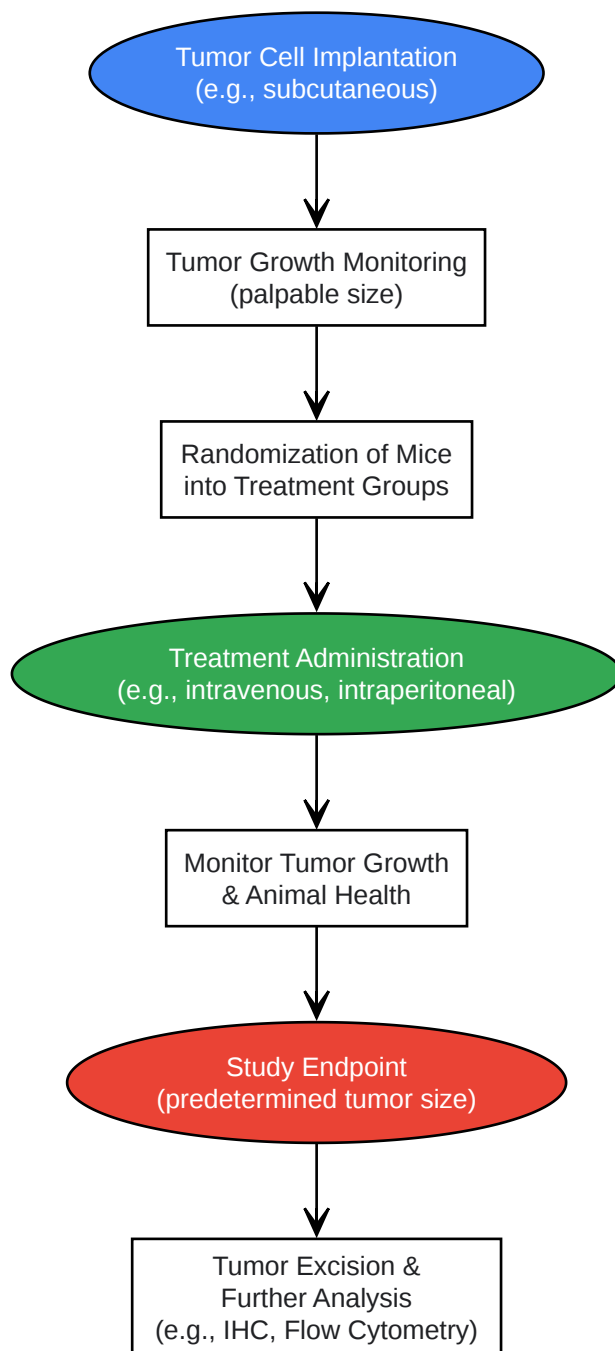 Tumor Cell Implantation
(e.g., subcutaneous)
Tumor Growth Monitoring
(palpable size)
Randomization of Mice
into Treatment Groups
Treatment Administration
(e.g., intravenous, intraperitoneal)
Monitor Tumor Growth
& Animal Health
Study Endpoint
(predetermined tumor size)
Tumor Excision &
Further Analysis
(e.g., IHC, Flow Cytometry)